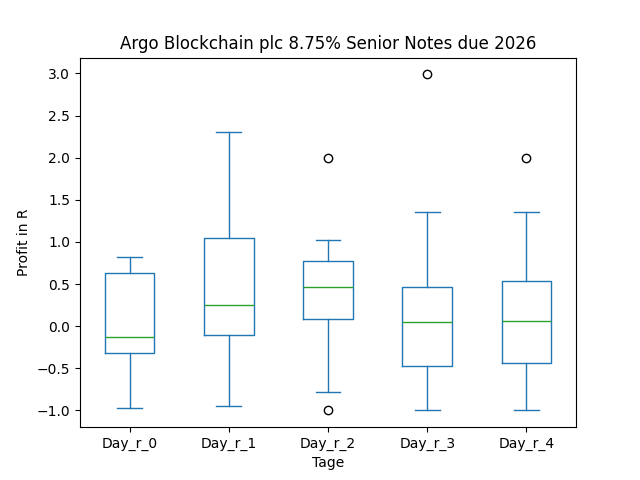 Argo Blockchain plc 8.75% Senior Notes due 2026
3.0
2.5
2.0
1.5
1.0
0.5
0.0
−0.5
−1.0
Profit in R
Day_r_0 Day_r_1 Day_r_2 Day_r_3 Day_r_4
Tage